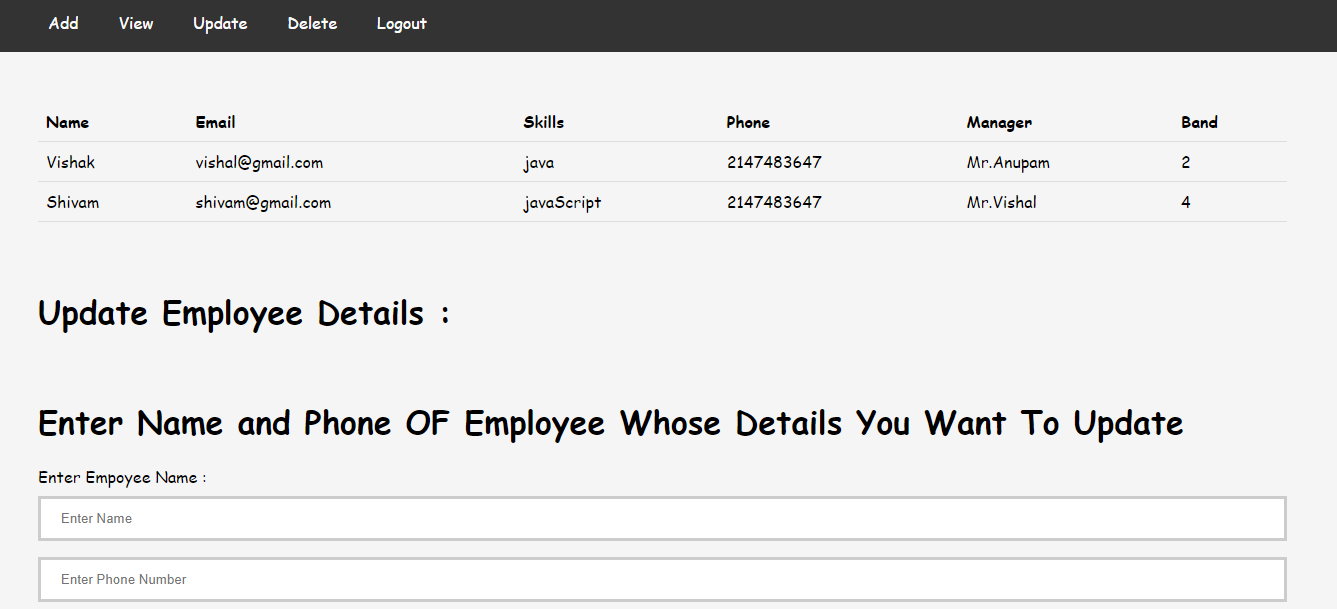 Add View Update Delete Logout
Name Email Skills Phone Manager Band
Vishak vishal@gmail.com java 2147483647 Mr.Anupam 2
Shivam shivam@gmail.com javaScript 2147483647 Mr.Vishal 4
Update Employee Details :
Enter Name and Phone OF Employee Whose Details You Want To Update
Enter Empoyee Name :
Enter Name
Enter Phone Number